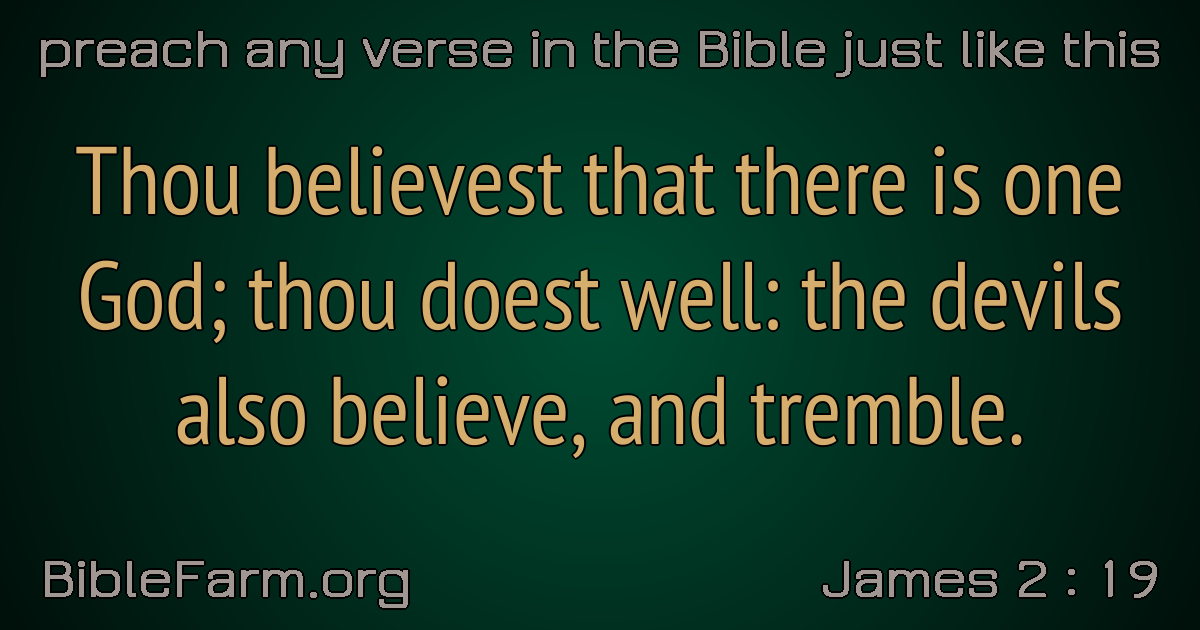 preach any verse in the Bible just like this
Thou believest that there is one
God; thou doest well: the devils
also believe, and tremble.
BibleFarm.org
James 2 : 19